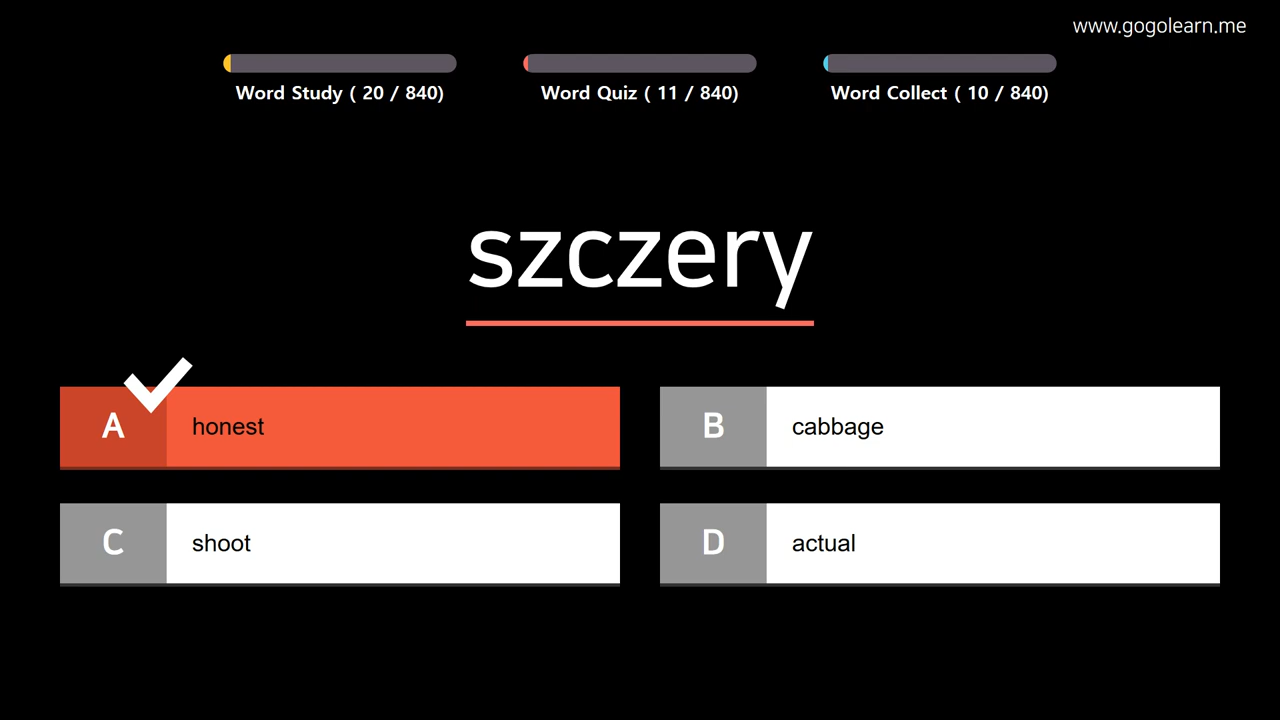 www.gogolearn.me
Word Study ( 20 / 840)
Word Quiz ( 11 / 840)
Word Collect ( 10 / 840)
szczery
A honest
B cabbage
C shoot
D actual